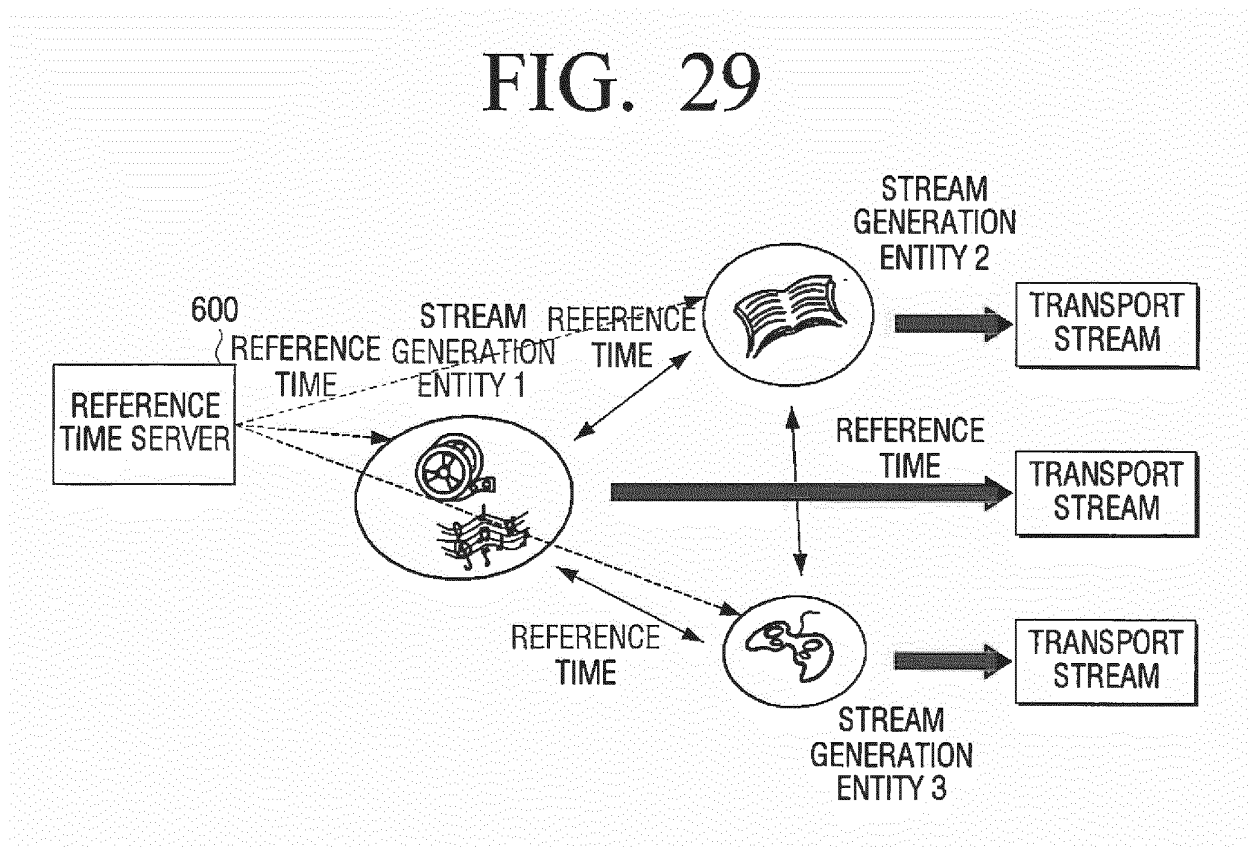 FIG. 29
STREAM
GENERATION
ENTITY 2
600
REFERENCE
TIME
STREAM
GENERATION
ENTITY 1
REFERENCE
TIME
TRANSPORT
STREAM
REFERENCE
TIME SERVER
REFERENCE
TIME
TRANSPORT
STREAM
REFERENCE
TIME
TRANSPORT
STREAM
STREAM
GENERATION
ENTITY 3